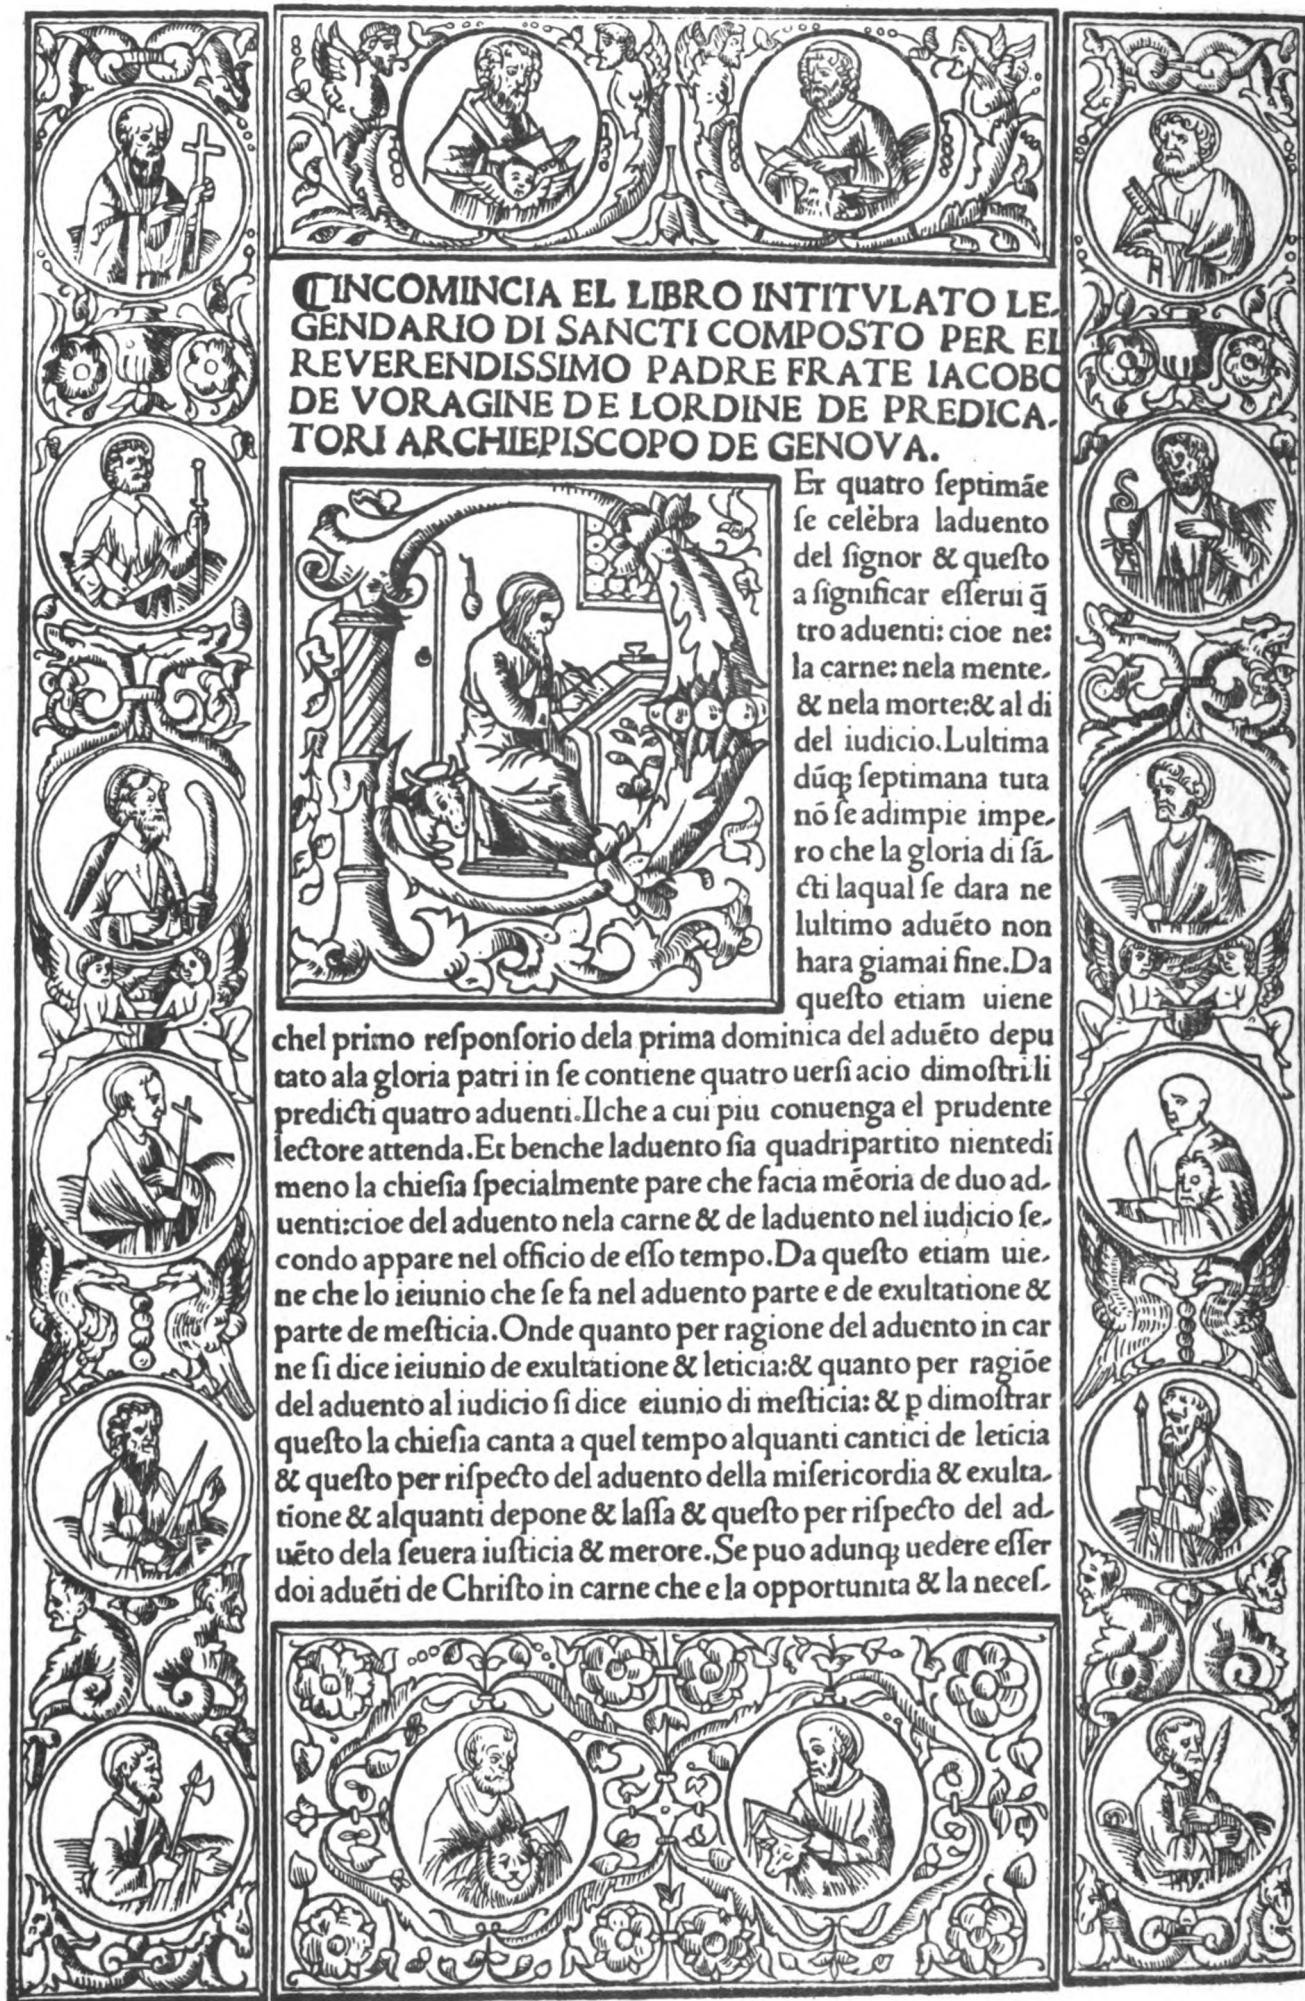 ⸿INCOMINCIA EL LIBRO INTITVLATO LE-
GENDARIO DI SANCTI COMPOSTO PER EL
REVERENDISSIMO PADRE FRATE IACOBO
DE VORAGINE DE LORDINE DE PREDICA-
TORI ARCHIEPISCOPO DE GENOVA.
Er quatro ſeptimãe
ſe celèbra laduento
del ſignor & queſto
a ſignificar eſſerui q̃
tro aduenti: cioe ne:
la carne: nela mente.
& nela morte:& al di
del iudicio.Lultima
dũq; ſeptimana tuta
nõ ſe adimpie impe-
ro che la gloria di ſã-
cti laqual ſe dara ne
lultimo aduẽto non
hara giamai fine.Da
queſto etiam uiene
chel primo reſponſorio dela prima dominica del aduẽto depu
tato ala gloria patri in ſe contiene quatro uerſi acio dimoſtri.li
predicti quatro aduenti.Ilche a cui piu conuenga el prudente
lectore attenda.Et benche laduento ſia quadripartito nientedi
meno la chieſia ſpecialmente pare che facia mẽoria de duo ad-
uenti:cioe del aduento nela carne & de laduento nel iudicio ſe-
condo appare nel officio de eſſo tempo.Da queſto etiam uie-
ne che lo ieiunio che ſe fa nel aduento parte e de exultatione &
parte de meſticia.Onde quanto per ragione del aduento in car
ne ſi dice ieiunio de exultatione & leticia:& quanto per ragiõe
del aduento al iudicio ſi dice eiunio di meſticia: & ꝑ dimoſtrar
queſto la chieſia canta a quel tempo alquanti cantici de leticia
& queſto per riſpecto del aduento della miſericordia & exulta-
tione & alquanti depone & laſſa & queſto per riſpecto del ad-
uẽto dela ſeuera iuſticia & merore.Se puo adunq; uedere eſſer
doi aduẽti de Chriſto in carne che e la opportunita & la neceſ-